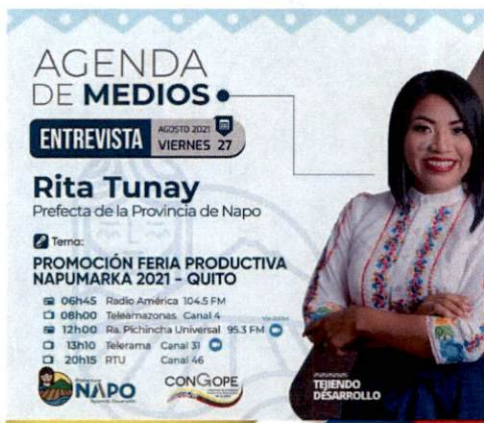 AGENDA
DE MEDIOS
ENTREVISTA
AGOSTO 2021
VIERNES 27
Rita Tunay
Prefecta de la Provincia de Napo
Tema:
PROMOCIÓN FERIA PRODUCTIVA
NAPUMARKA 2021 - QUITO
06h45 Radio América 104.5 FM
08h00 Teleamazonas Canal 4
12h00 Ra. Pichincha Universal 95.3 FM
13h10 Telerama Canal 31
20h15 RTU Canal 46
NAPO
CONGOPE
TEJIENDO
DESARROLLO